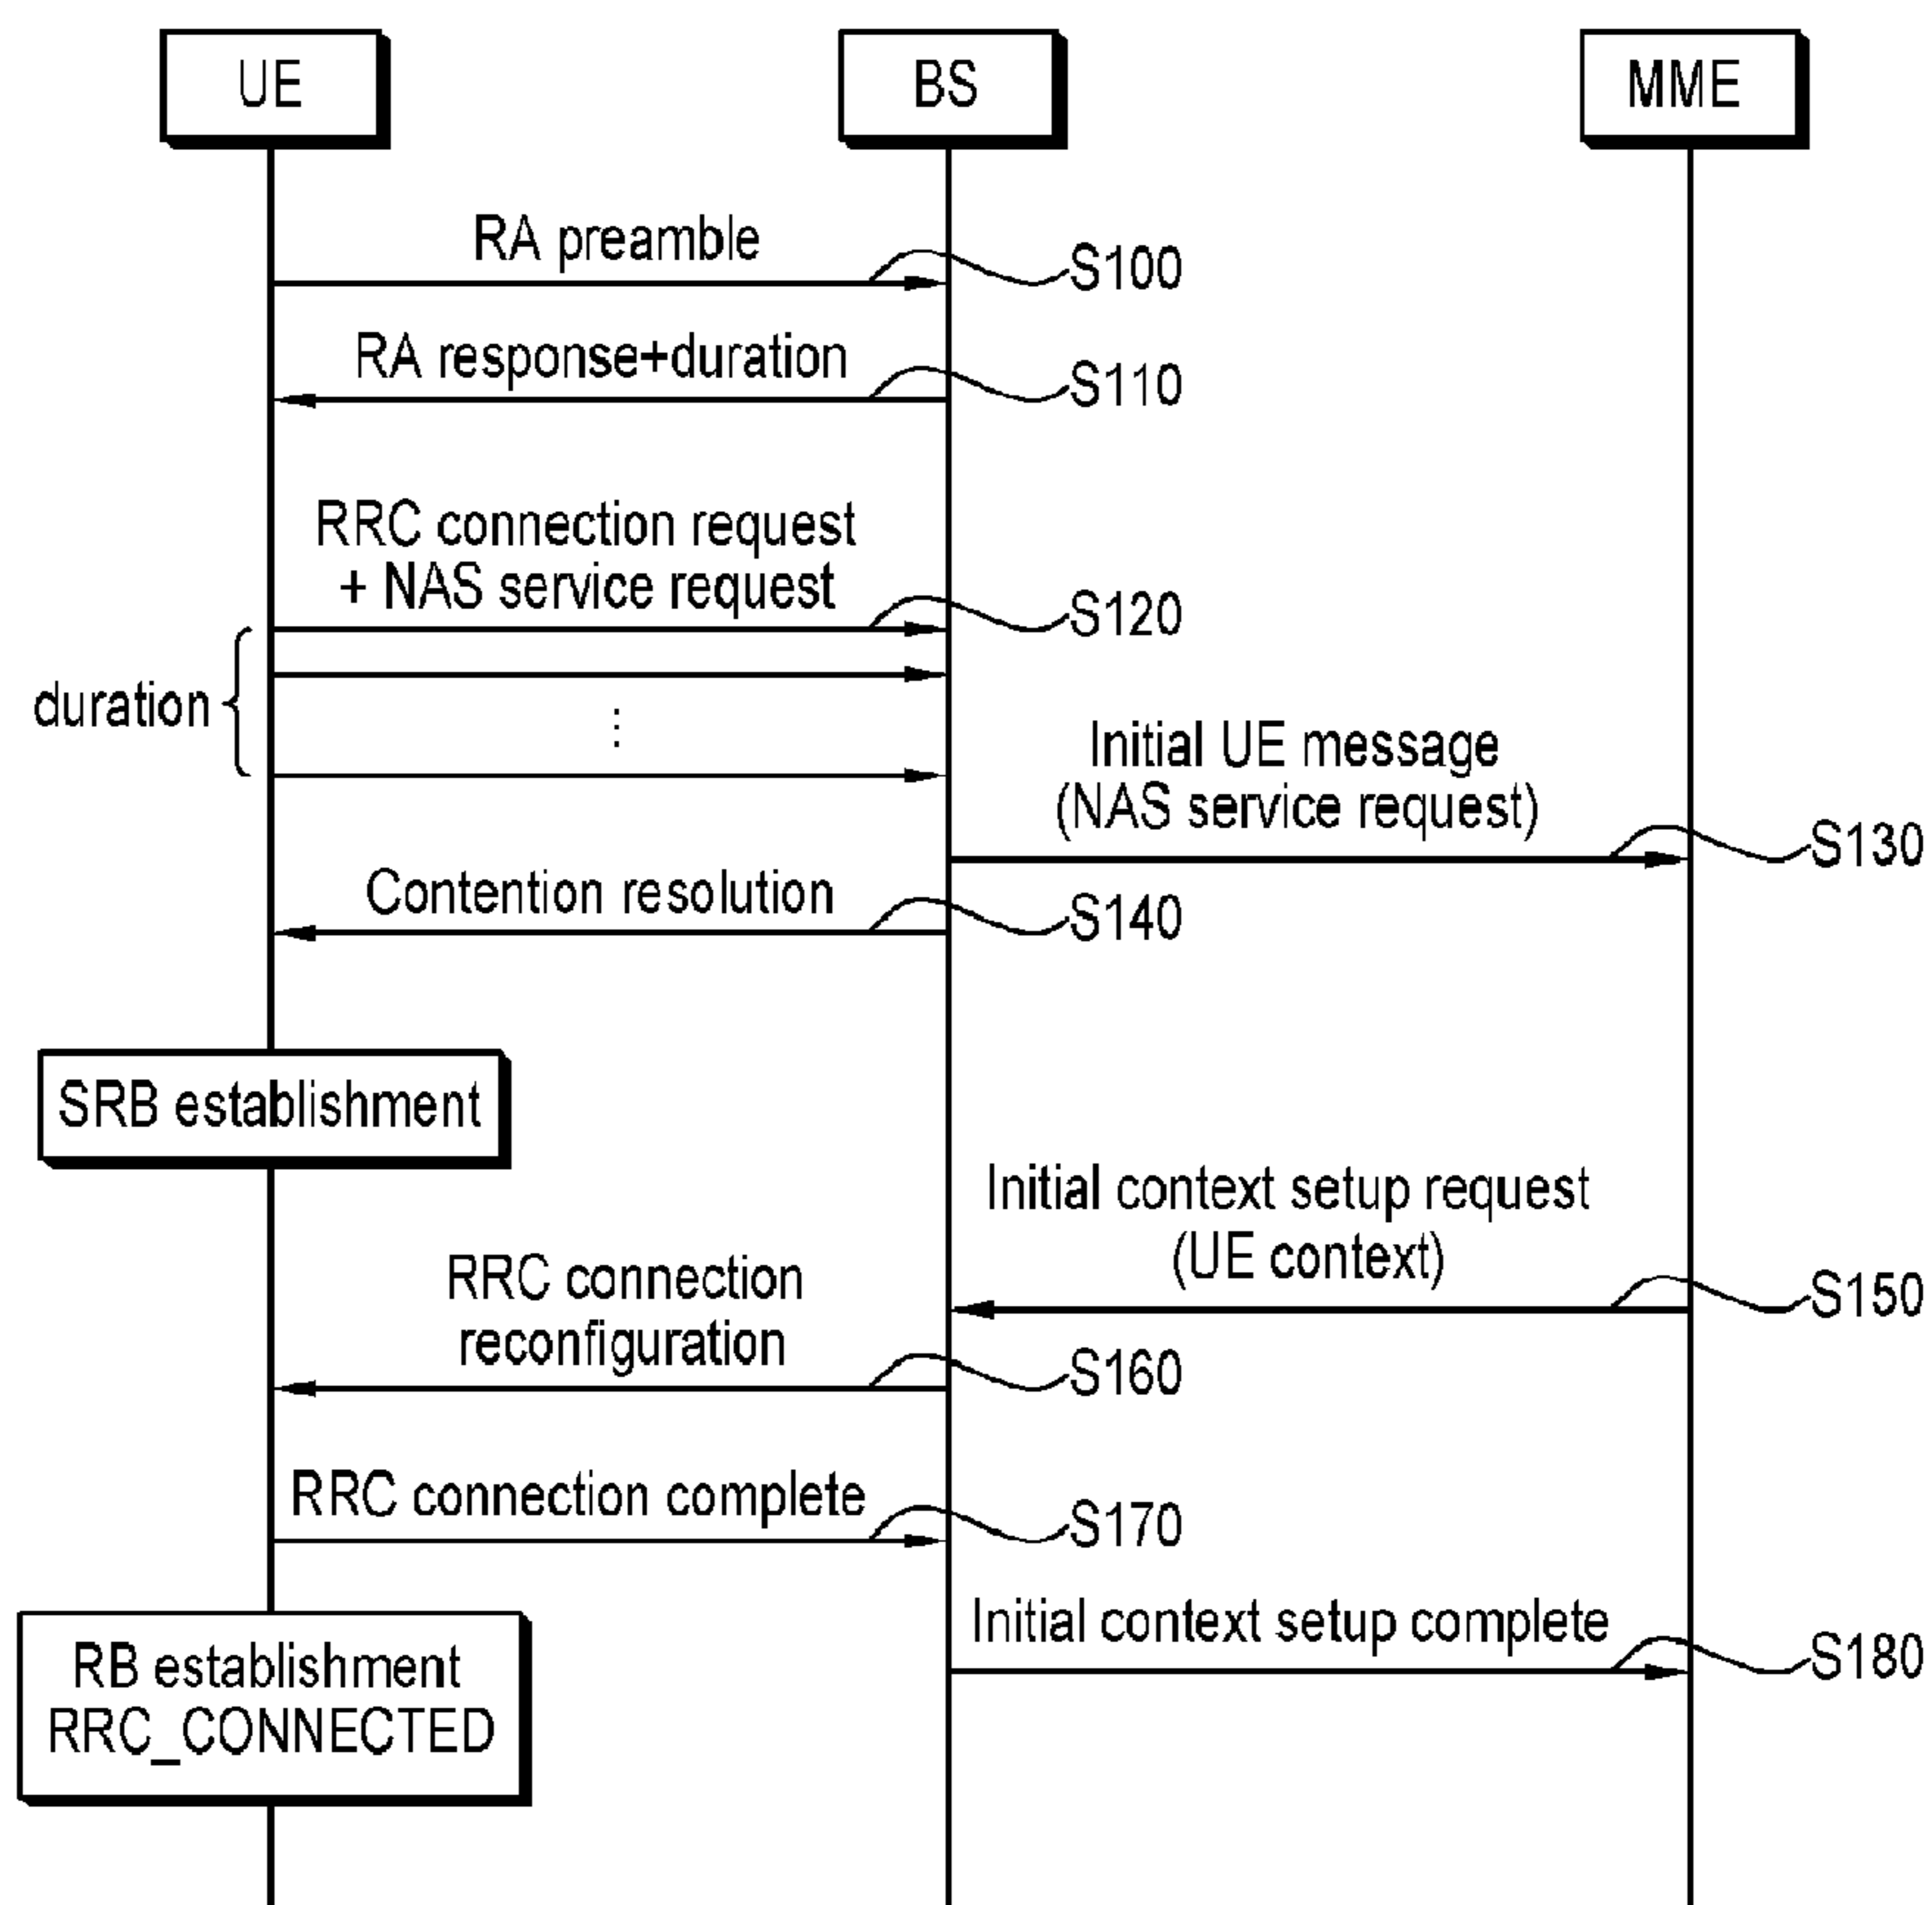 UE
BS
MME
RA preamble
S100
RA response+duration
S110
RRC connection request
+ NAS service request
S120
duration
Initial UE message
(NAS service request)
S130
Contention resolution
S140
SRB establishment
Initial context setup request
(UE context)
S150
RRC connection
reconfiguration
S160
RRC connection complete
S170
Initial context setup complete
S180
RB establishment
RRC_CONNECTED